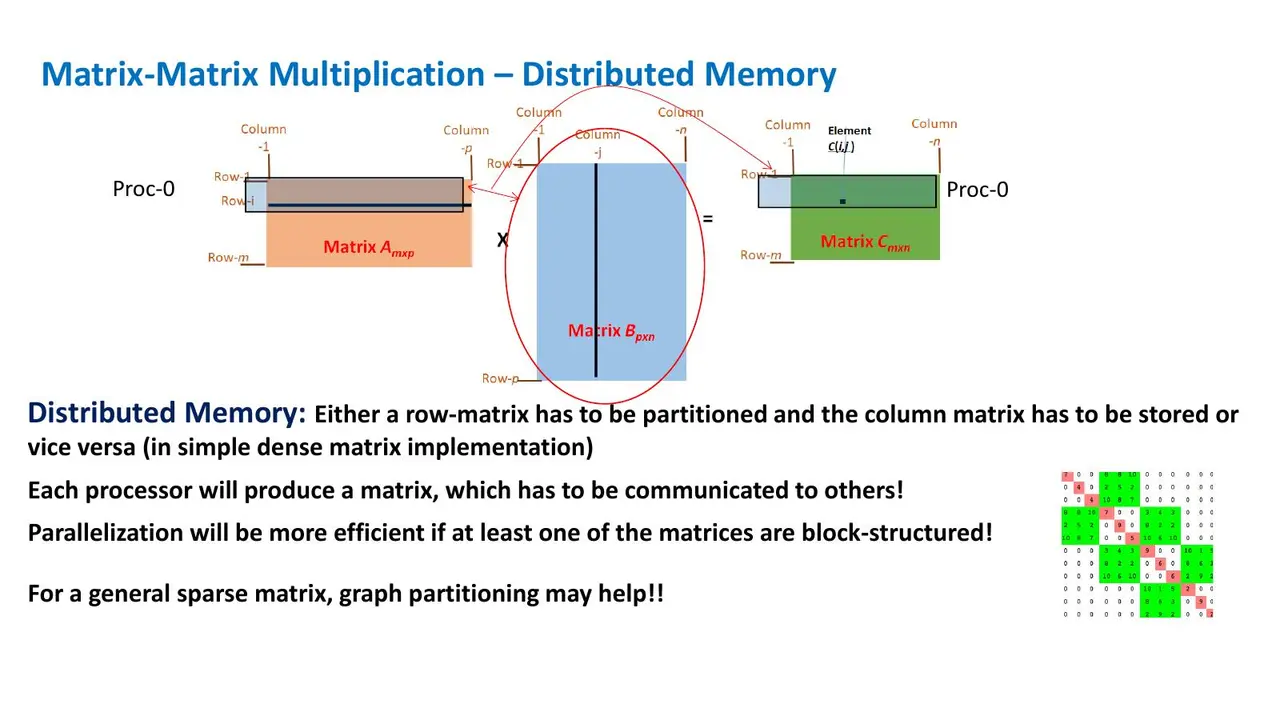 Matrix-Matrix Multiplication – Distributed Memory
Column
-1
Column
-p
Column
-1
Column
-j
Column
-n
Column
-1
Element
C(i,j )
Column
-n
Proc-0
Row-1
Row-i
Row-m
Matrix Amxp
X
Row-1
Row-p
Matrix Bpxn
=
Row-1
Row-m
Matrix Cmxn
Proc-0
Distributed Memory: Either a row-matrix has to be partitioned and the column matrix has to be stored or
vice versa (in simple dense matrix implementation)
Each processor will produce a matrix, which has to be communicated to others!
Parallelization will be more efficient if at least one of the matrices are block-structured!
For a general sparse matrix, graph partitioning may help!!